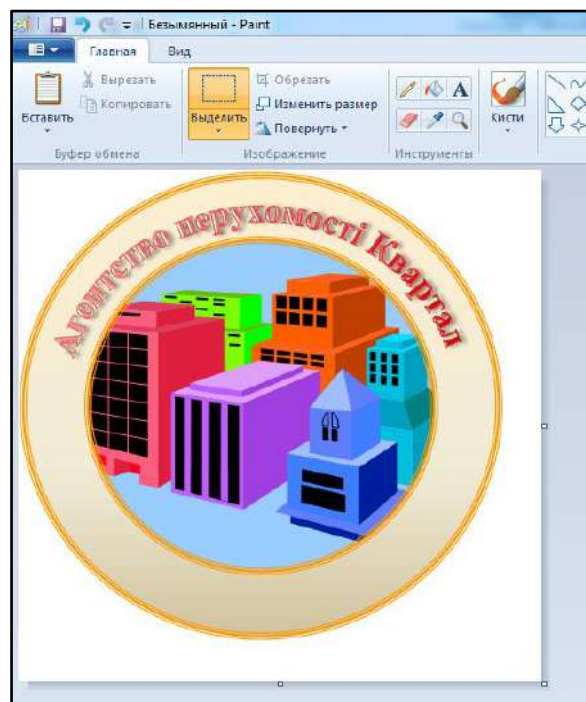 Безымянный - Paint
Главная Вид
Вставить
Вырезать
Копировать
Буфер обмена
Выделить
Обрезать
Изменить размер
Повернуть
Изображение
А
Инструменты
Кисти
Агентство нерухомості Квартал